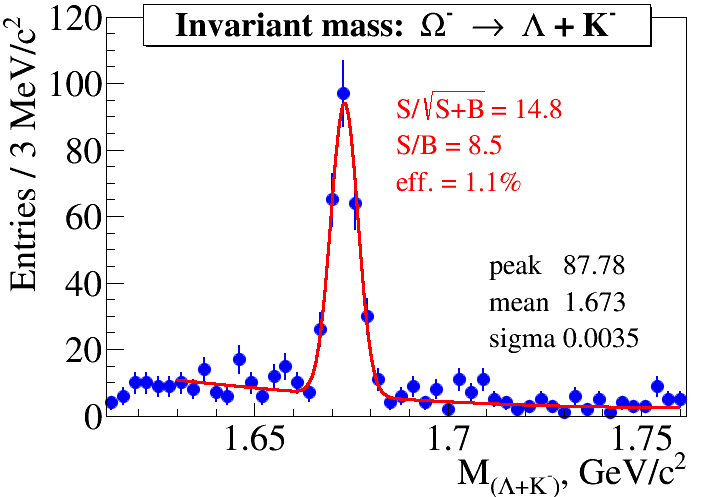 Invariant mass: Ω⁻ → Λ + K⁻
Entries / 3 MeV/c²
120
100
80
60
40
20
0
S/√S+B = 14.8
S/B = 8.5
eff. = 1.1%
peak 87.78
mean 1.673
sigma 0.0035
1.65 1.7 1.75
M(Λ+K⁻), GeV/c²